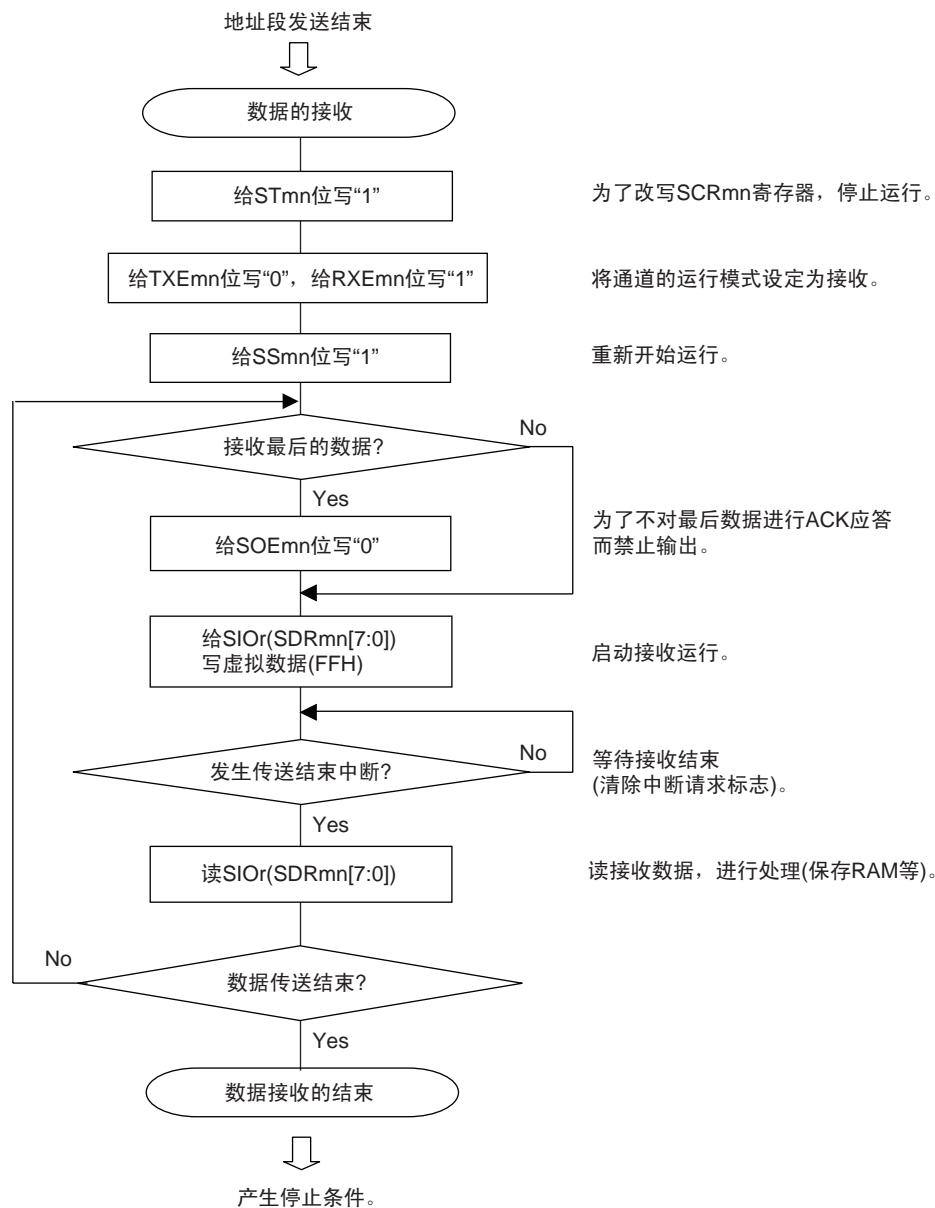 地址段发送结束
数据的接收
给STmn位写“1”
为了改写SCRmn寄存器，停止运行。
给TXEmn位写“0”，给RXEmn位写“1”
将通道的运行模式设定为接收。
给SSmn位写“1”
重新开始运行。
接收最后的数据?
No
Yes
给SOEmn位写“0”
为了不对最后数据进行ACK应答
而禁止输出。
给SIOr(SDRmn[7:0])
写虚拟数据(FFH)
启动接收运行。
发生传送结束中断?
No
等待接收结束
(清除中断请求标志)。
Yes
读SIOr(SDRmn[7:0])
读接收数据，进行处理(保存RAM等)。
No
数据传送结束?
Yes
数据接收的结束
产生停止条件。